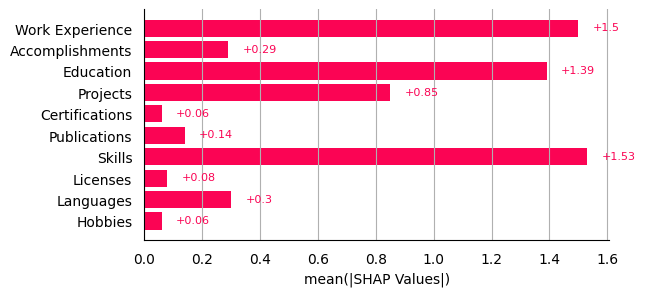 Work Experience +1.5
Accomplishments +0.29
Education +1.39
Projects +0.85
Certifications +0.06
Publications +0.14
Skills +1.53
Licenses +0.08
Languages +0.3
Hobbies +0.06
0.0 0.2 0.4 0.6 0.8 1.0 1.2 1.4 1.6
mean(|SHAP Values|)